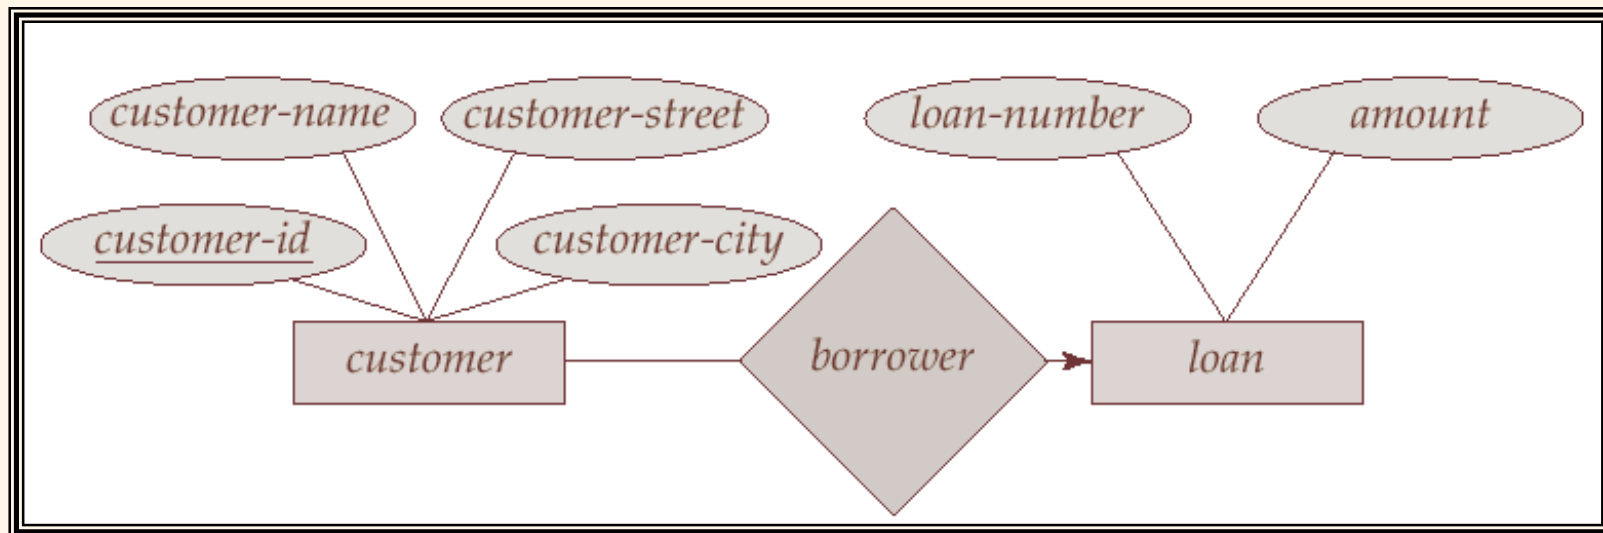 customer-name
customer-street
loan-number
amount
customer-id
customer-city
customer
borrower
loan